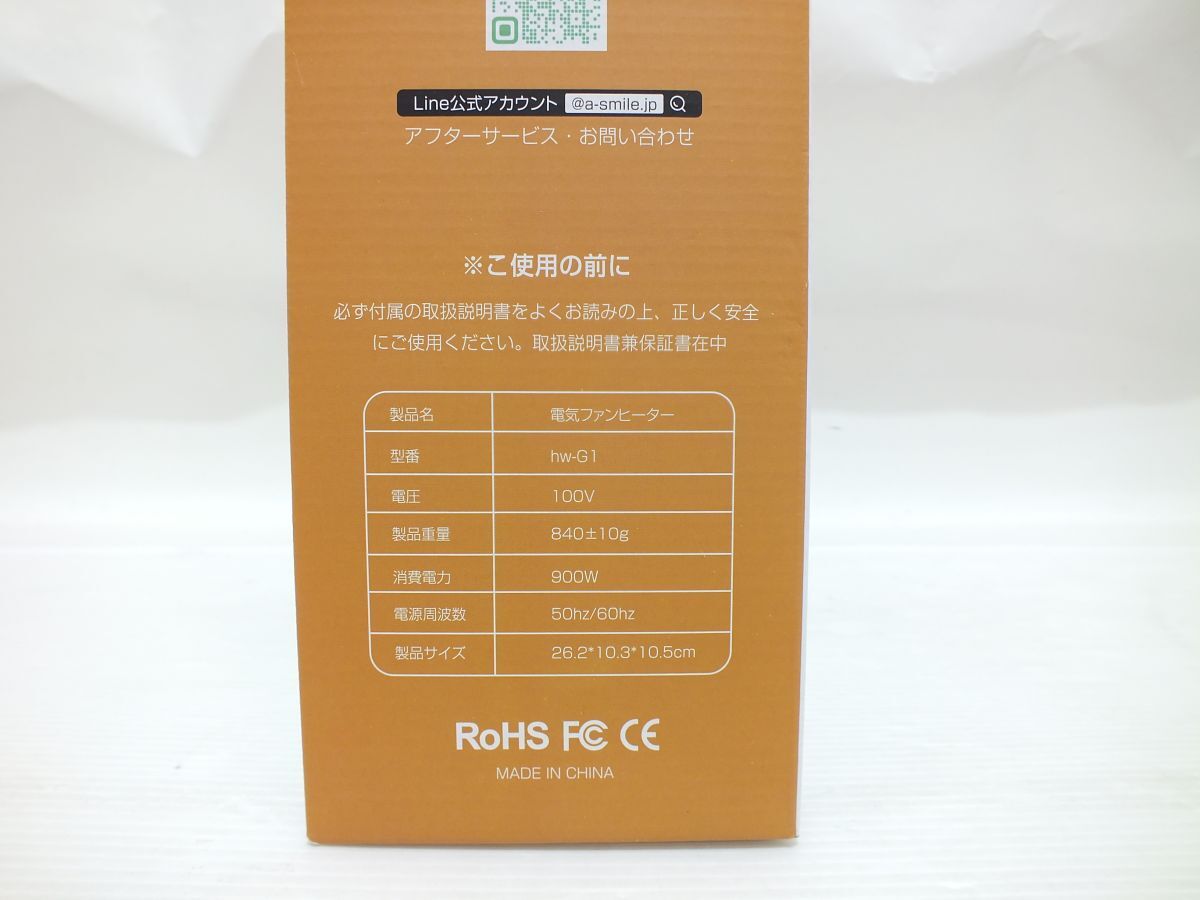 Line公式アカウント @a-smile.jp
アフターサービス・お問い合わせ
※こ使用の前に
必ず付属の取扱説明書をよくお読みの上、正しく安全
にご使用ください。取扱説明書兼保証書在中
製品名 電気ファンヒーター
型番 hw-G1
電圧 100V
製品重量 840±10g
消費電力 900W
電源周波数 50hz/60hz
製品サイズ 26.2*10.3*10.5cm
RoHS FC CE
MADE IN CHINA